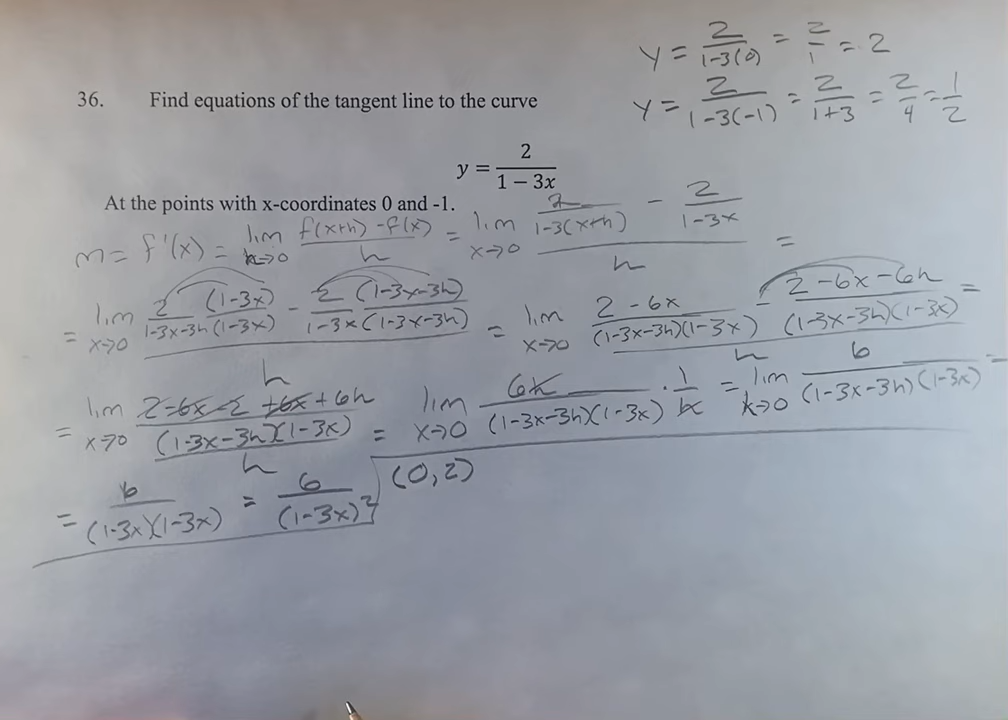 y = 2/(1-3(0)) = 2/1 = 2
y = 2/(1-3(-1)) = 2/(1+3) = 2/4 = 1/2
36. Find equations of the tangent line to the curve
y = 2/(1 − 3x)
At the points with x-coordinates 0 and -1.
m = f'(x) = lim h→0 (f(x+h) - f(x))/h = lim x→0 (2/(1-3(x+h)) - 2/(1-3x))/h =
= lim x→0 (2(1-3x)/(1-3x-3h(1-3x)) - 2(1-3x-3h)/(1-3x(1-3x-3h)))/h = lim x→0 ((2-6x)/((1-3x-3h)(1-3x)) - (2-6x-6h)/((1-3x-3h)(1-3x)))/h =
= lim x→0 ((2-6x-2+6x+6h)/((1-3x-3h)(1-3x)))/h = lim x→0 6h/((1-3x-3h)(1-3x)) · 1/h = lim h→0 6/((1-3x-3h)(1-3x)) =
= 6/((1-3x)(1-3x)) = 6/(1-3x)² (0,2)